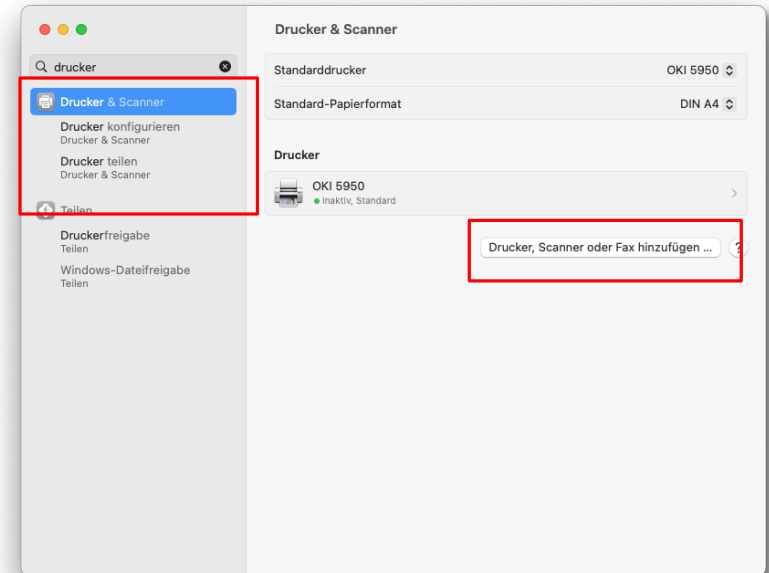 Drucker & Scanner
drucker
Drucker & Scanner
Drucker konfigurieren
Drucker & Scanner
Drucker teilen
Drucker & Scanner
Teilen
Druckerfreigabe
Teilen
Windows-Dateifreigabe
Teilen
Standarddrucker OKI 5950
Standard-Papierformat DIN A4
Drucker
OKI 5950
Inaktiv, Standard
Drucker, Scanner oder Fax hinzufügen ... ?